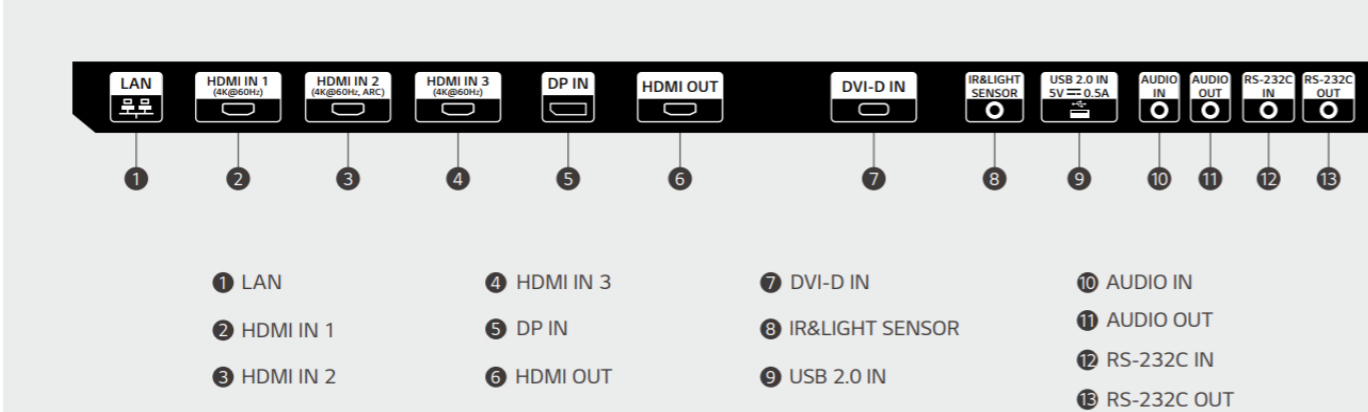 LAN
HDMI IN 1
(4K@60Hz)
HDMI IN 2
(4K@60Hz, ARC)
HDMI IN 3
(4K@60Hz)
DP IN
HDMI OUT
DVI-D IN
IR&LIGHT
SENSOR
USB 2.0 IN
5V ⎓ 0.5A
AUDIO
IN
AUDIO
OUT
RS-232C
IN
RS-232C
OUT
1 2 3 4 5 6 7 8 9 10 11 12 13
1 LAN
2 HDMI IN 1
3 HDMI IN 2
4 HDMI IN 3
5 DP IN
6 HDMI OUT
7 DVI-D IN
8 IR&LIGHT SENSOR
9 USB 2.0 IN
10 AUDIO IN
11 AUDIO OUT
12 RS-232C IN
13 RS-232C OUT